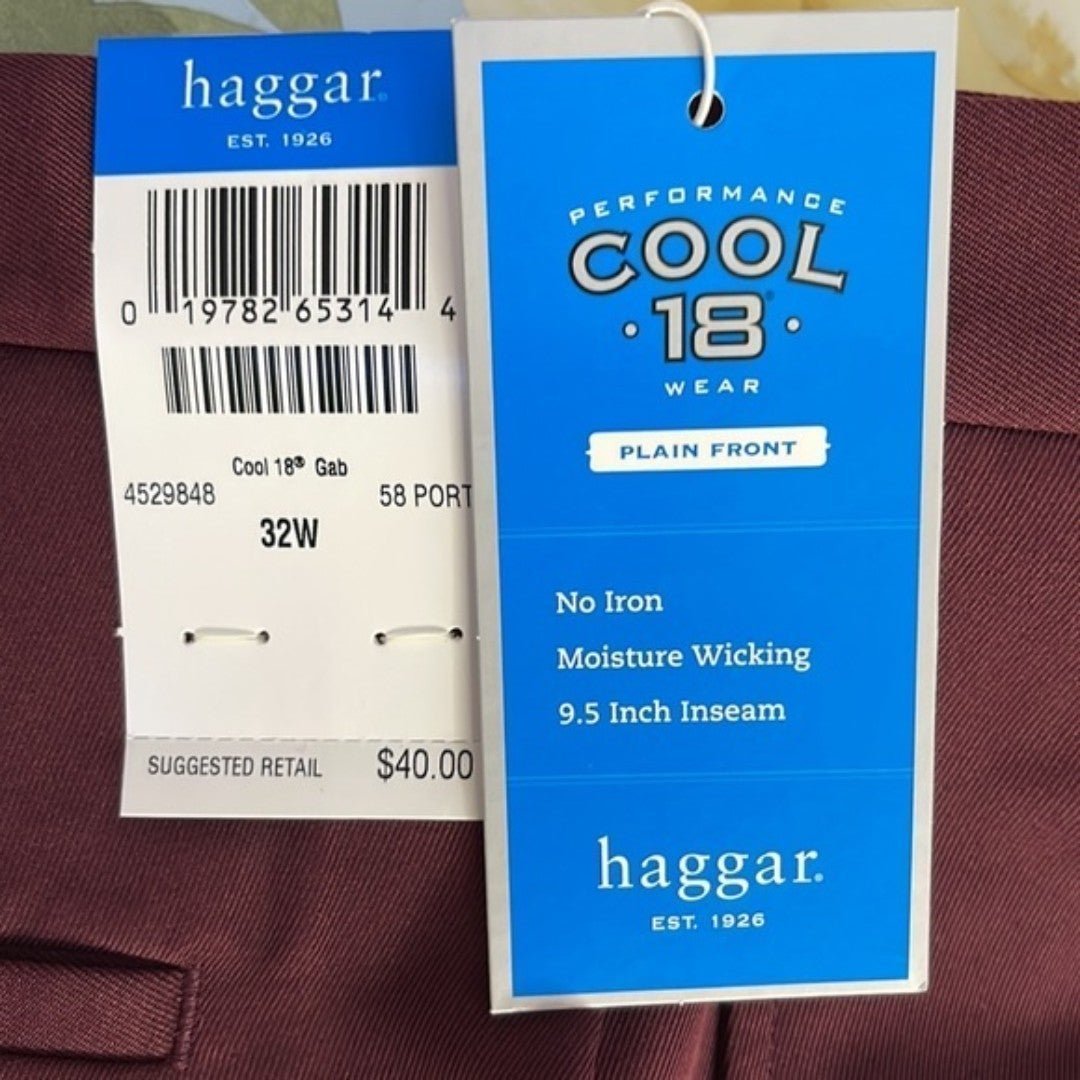 haggar
EST. 1926
0 19782 65314 4
Cool 18® Gab
4529848 58 PORT
32W
SUGGESTED RETAIL $40.00
PERFORMANCE
COOL
· 18® ·
WEAR
PLAIN FRONT
No Iron
Moisture Wicking
9.5 Inch Inseam
haggar®
EST. 1926